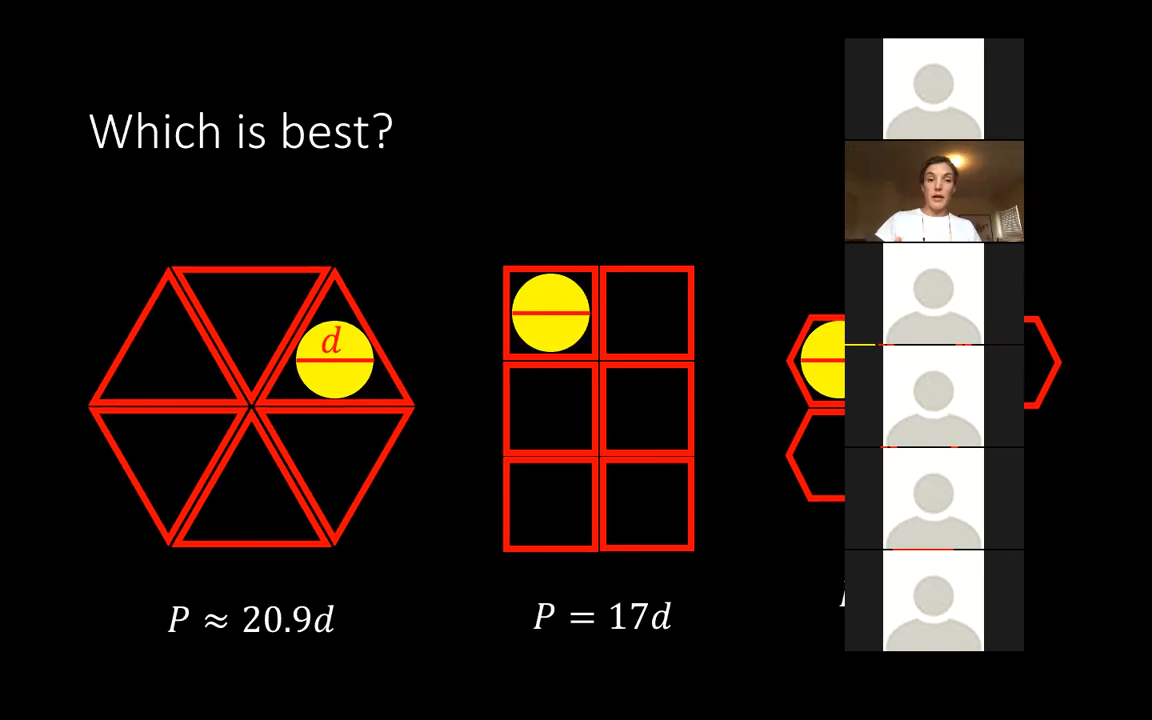 Which is best?
d
P ≈ 20.9d
P = 17d